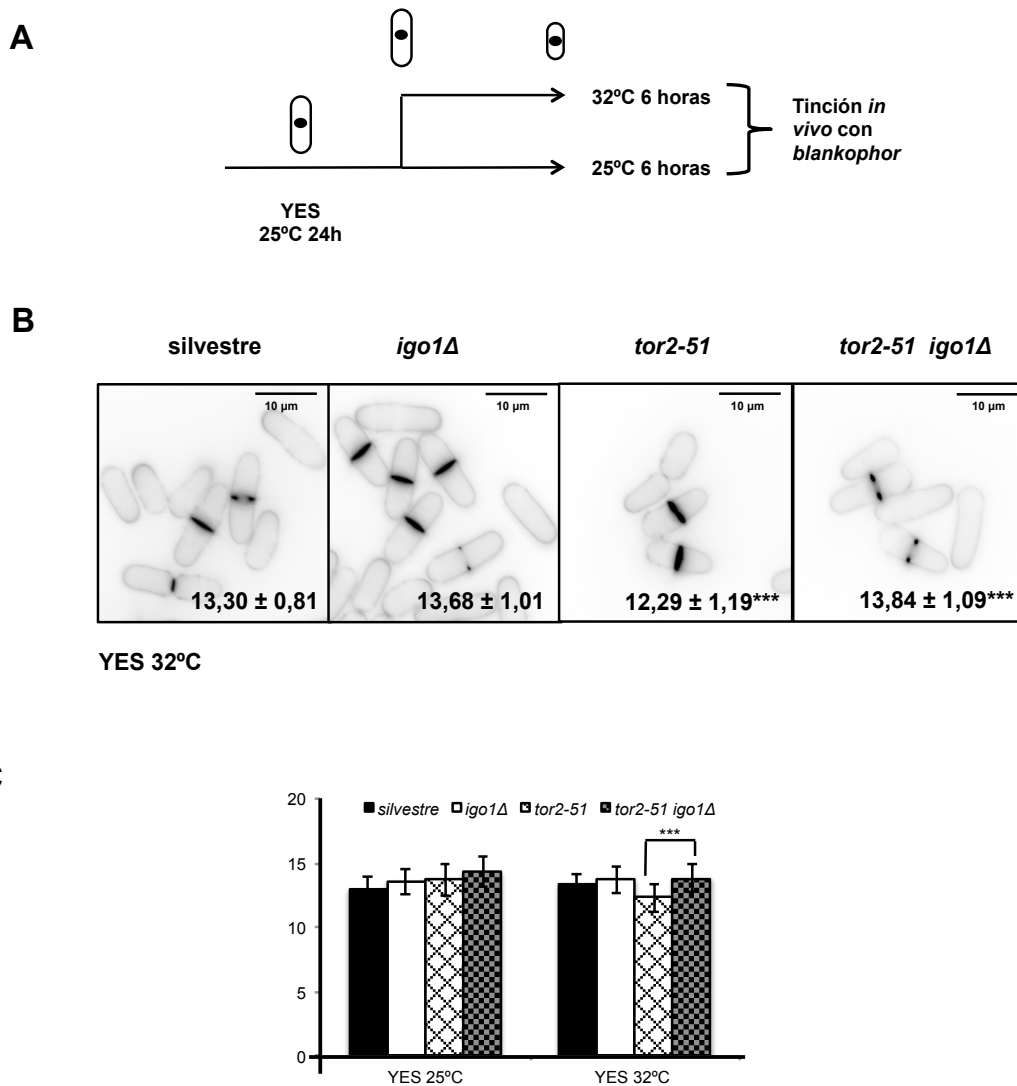 A
32ºC 6 horas
25ºC 6 horas
Tinción in
vivo con
blankophor
YES
25ºC 24h
B
silvestre
igo1Δ
tor2-51
tor2-51 igo1Δ
10 µm
10 µm
10 µm
10 µm
13,30 ± 0,81
13,68 ± 1,01
12,29 ± 1,19***
13,84 ± 1,09***
YES 32ºC
20
silvestre igo1Δ tor2-51 tor2-51 igo1Δ
***
15
10
5
0
YES 25ºC
YES 32ºC